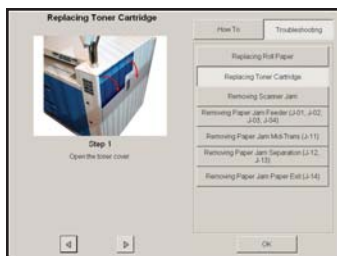 Replacing Toner Cartridge
Step 1
Open the toner cover
How To
Troubleshooting
Replacing Roll Paper
Replacing Toner Cartridge
Removing Scanner Jam
Removing Paper Jam Feeder (J-01, J-02,
J-03, J-04)
Removing Paper Jam Mid-Trans (J-11)
Removing Paper Jam Separation (J-12,
J-13)
Removing Paper Jam Paper Exit (J-14)
OK